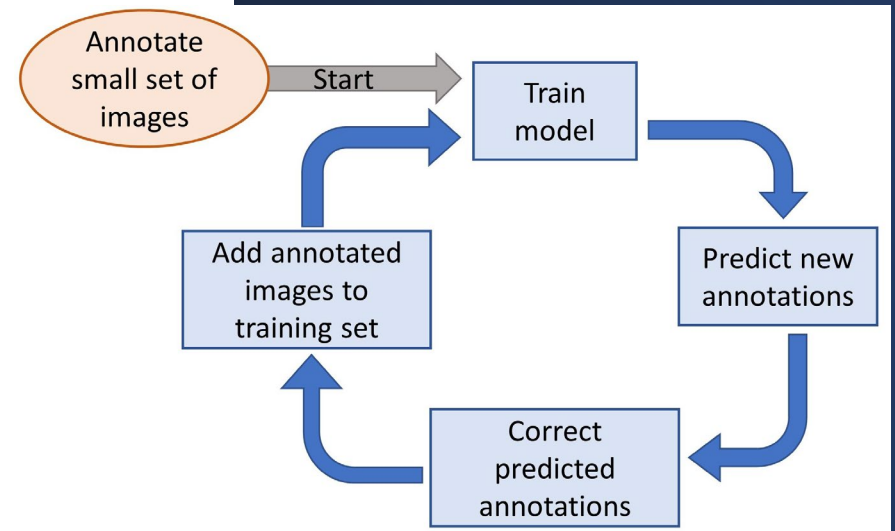 Annotate
small set of
images
Start
Train
model
Predict new
annotations
Correct
predicted
annotations
Add annotated
images to
training set